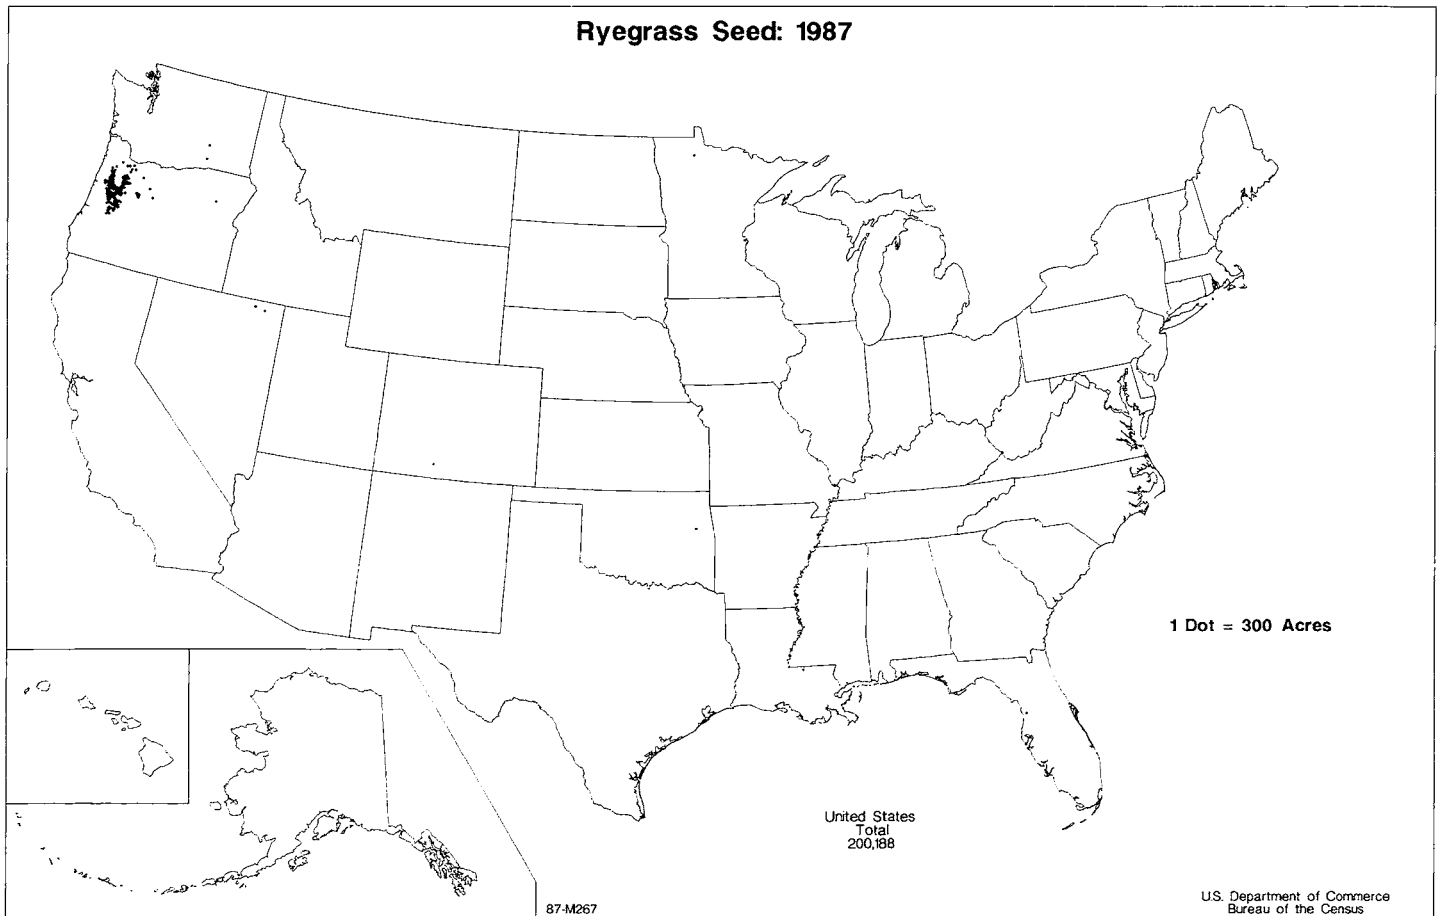 Ryegrass Seed: 1987
1 Dot = 300 Acres
United States
Total
200,188
87-M267
U.S. Department of Commerce
Bureau of the Census